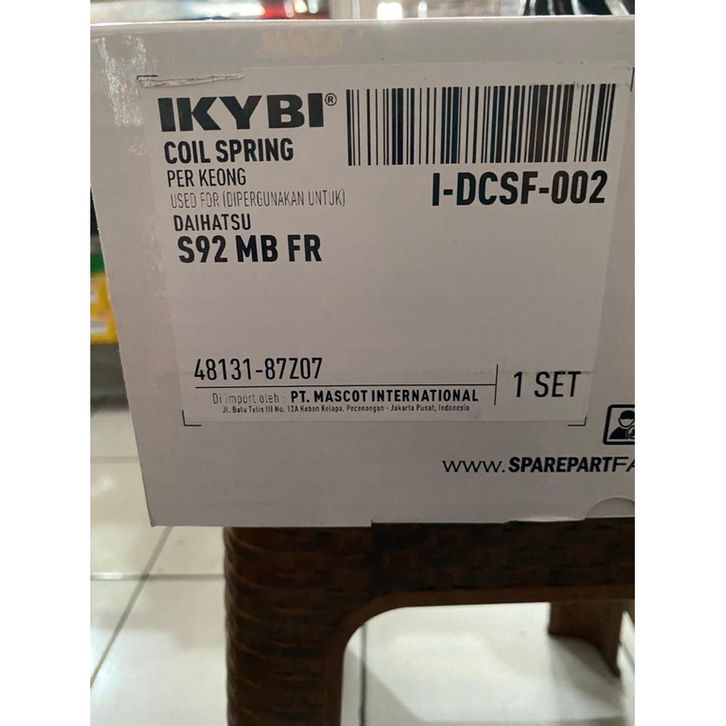 IKYBI®
COIL SPRING
PER KEONG
USED FOR (DIPERGUNAKAN UNTUK)
DAIHATSU
S92 MB FR
I-DCSF-002
48131-87Z07
Di import oleh : PT. MASCOT INTERNATIONAL
Jl. Batu Tulis III No. 12A Kebon Kelapa, Pecenongan - Jakarta Pusat, Indonesia
1 SET
WWW.SPAREPARTFA